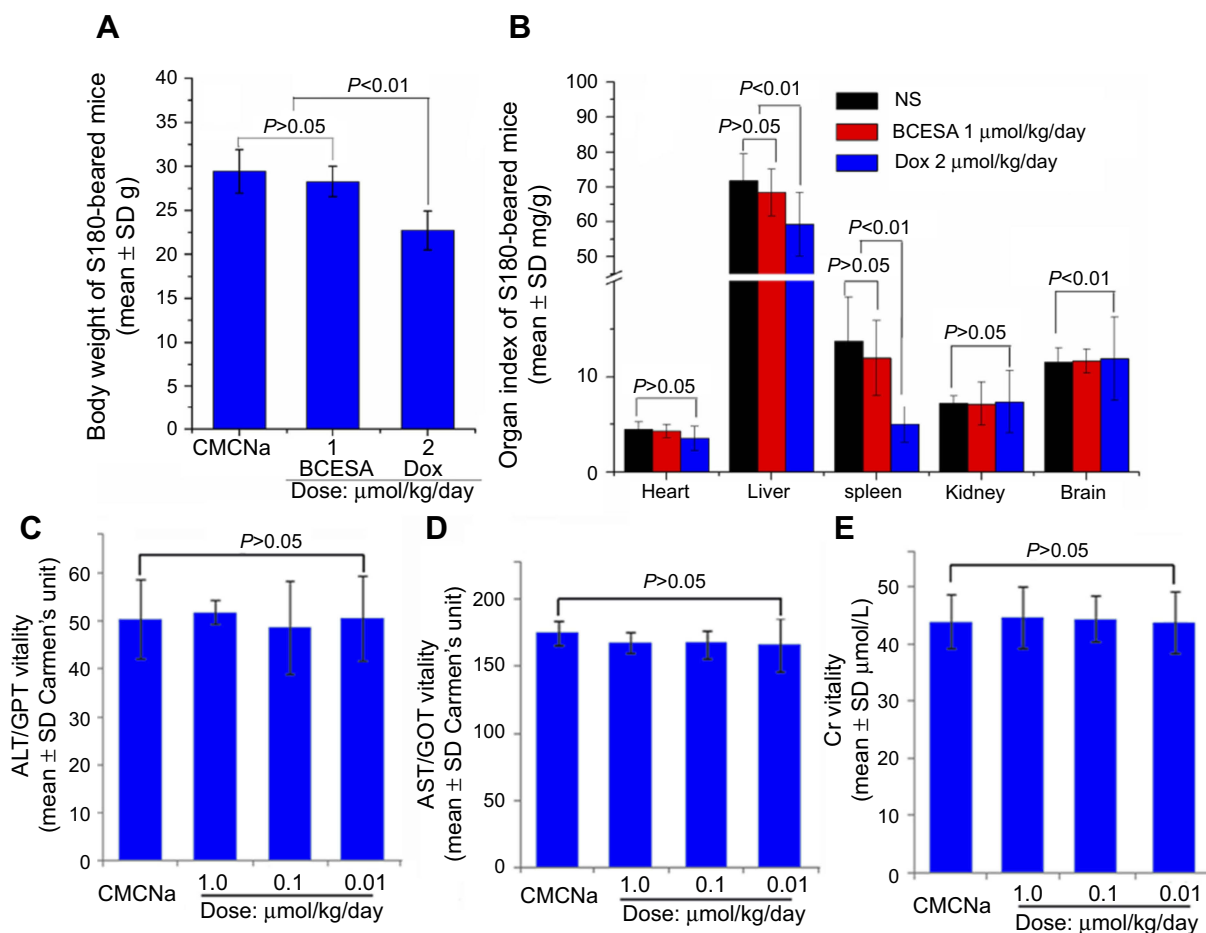 A
Body weight of S180-beared mice
(mean ± SD g)
40
35
30
25
20
15
10
5
0
P<0.01
P>0.05
CMCNa
1
2
BCESA
Dox
Dose: μmol/kg/day
B
Organ index of S180-beared mice
(mean ± SD mg/g)
100
90
80
70
60
50
10
0
NS
BCESA 1 μmol/kg/day
Dox 2 μmol/kg/day
P<0.01
P>0.05
P<0.01
P>0.05
P>0.05
P>0.05
P<0.01
Heart
Liver
spleen
Kidney
Brain
C
ALT/GPT vitality
(mean ± SD Carmen's unit)
60
50
40
30
20
10
0
P>0.05
CMCNa
1.0
0.1
0.01
Dose: μmol/kg/day
D
AST/GOT vitality
(mean ± SD Carmen's unit)
200
150
100
50
0
P>0.05
CMCNa
1.0
0.1
0.01
Dose: μmol/kg/day
E
Cr vitality
(mean ± SD μmol/L)
50
40
30
20
10
0
P>0.05
CMCNa
1.0
0.1
0.01
Dose: μmol/kg/day